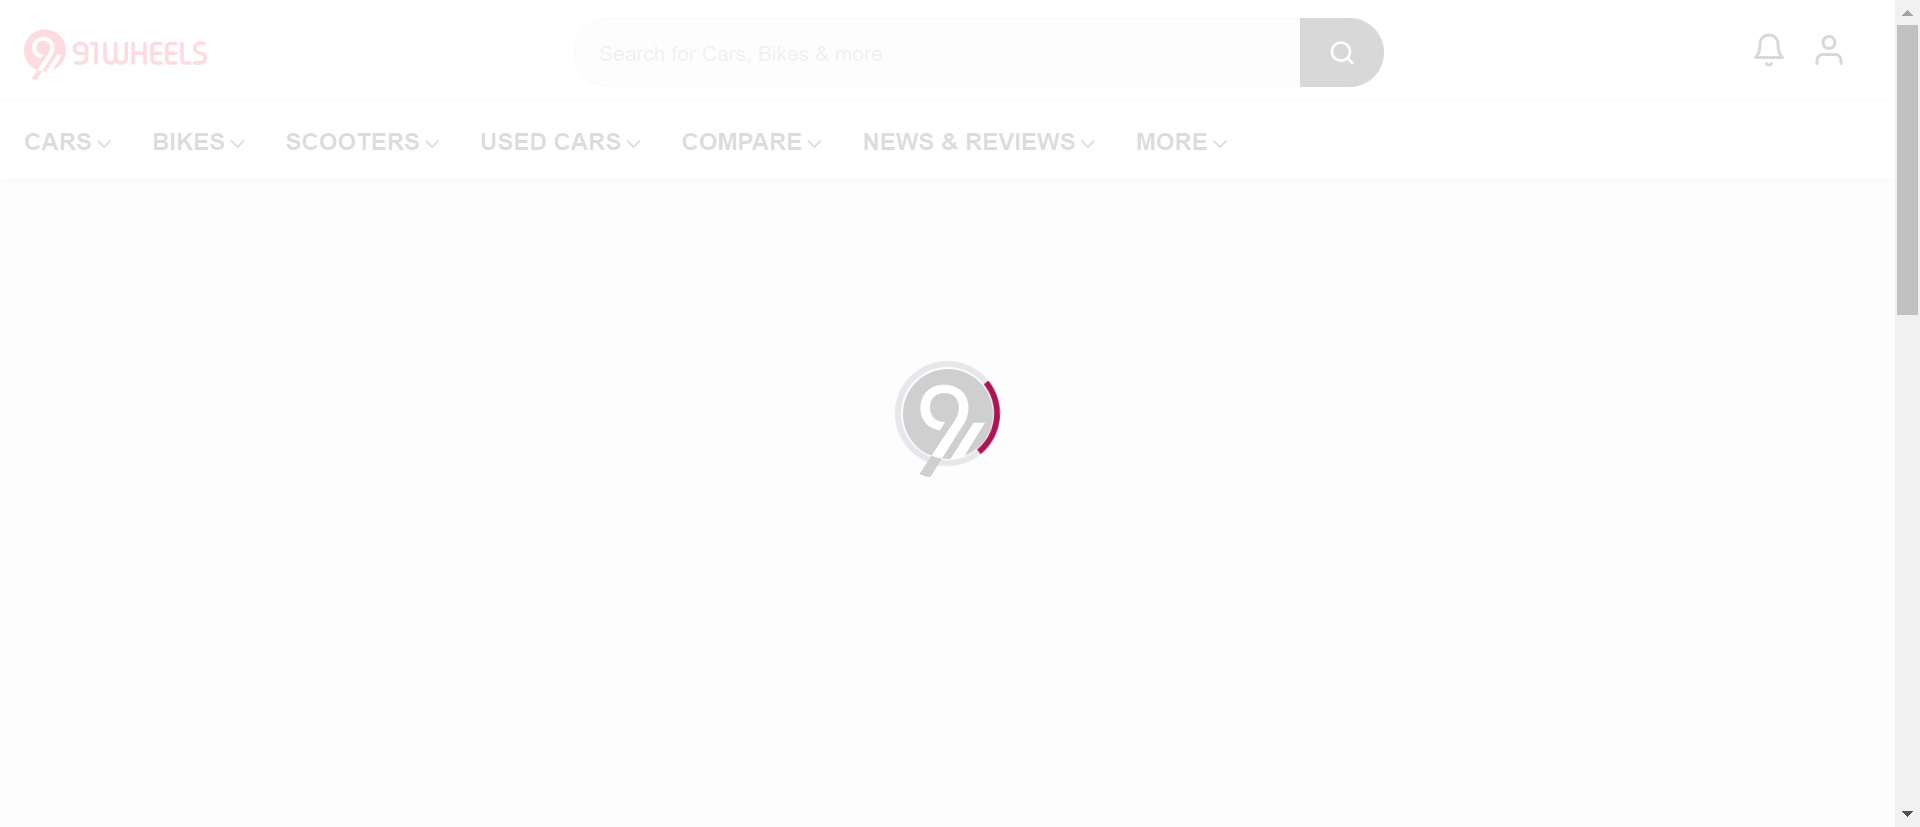 91WHEELS
Search for Cars, Bikes & more
CARS BIKES SCOOTERS USED CARS COMPARE NEWS & REVIEWS MORE